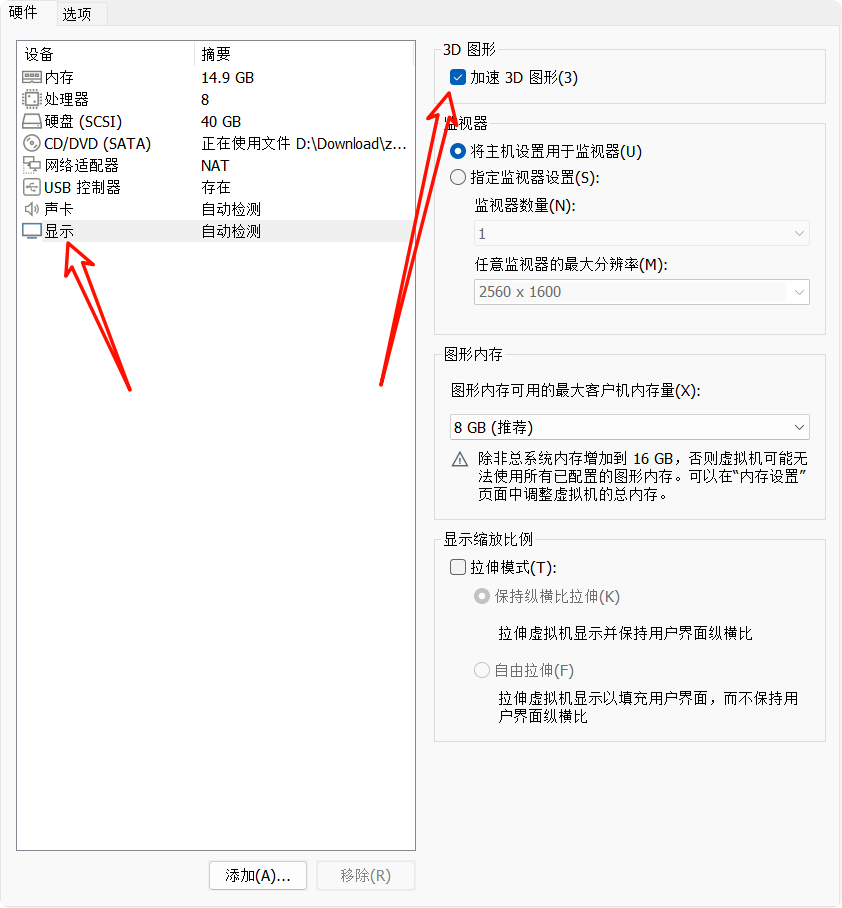 硬件 选项
设备 摘要
内存 14.9 GB
处理器 8
硬盘 (SCSI) 40 GB
CD/DVD (SATA) 正在使用文件 D:\Download\z...
网络适配器 NAT
USB 控制器 存在
声卡 自动检测
显示 自动检测
添加(A)... 移除(R)
3D 图形
加速 3D 图形(3)
监视器
将主机设置用于监视器(U)
指定监视器设置(S):
监视器数量(N):
1
任意监视器的最大分辨率(M):
2560 x 1600
图形内存
图形内存可用的最大客户机内存量(X):
8 GB (推荐)
除非总系统内存增加到 16 GB，否则虚拟机可能无
法使用所有已配置的图形内存。可以在“内存设置”
页面中调整虚拟机的总内存。
显示缩放比例
拉伸模式(T):
保持纵横比拉伸(K)
拉伸虚拟机显示并保持用户界面纵横比
自由拉伸(F)
拉伸虚拟机显示以填充用户界面，而不保持用
户界面纵横比